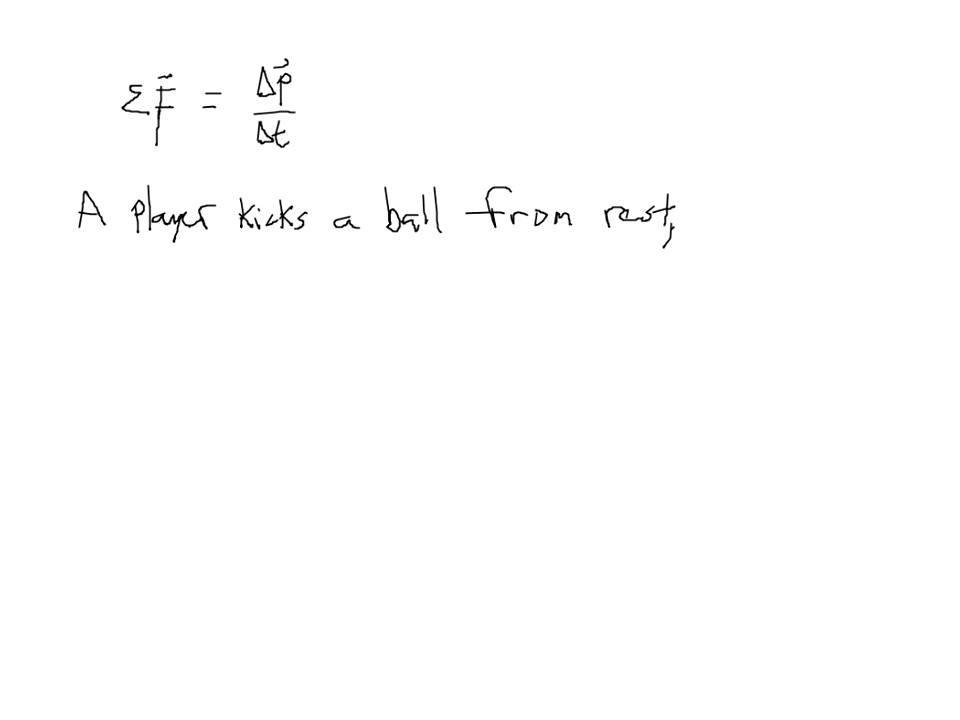 ΣF⃗ = Δp⃗/Δt
A player kicks a ball from rest,